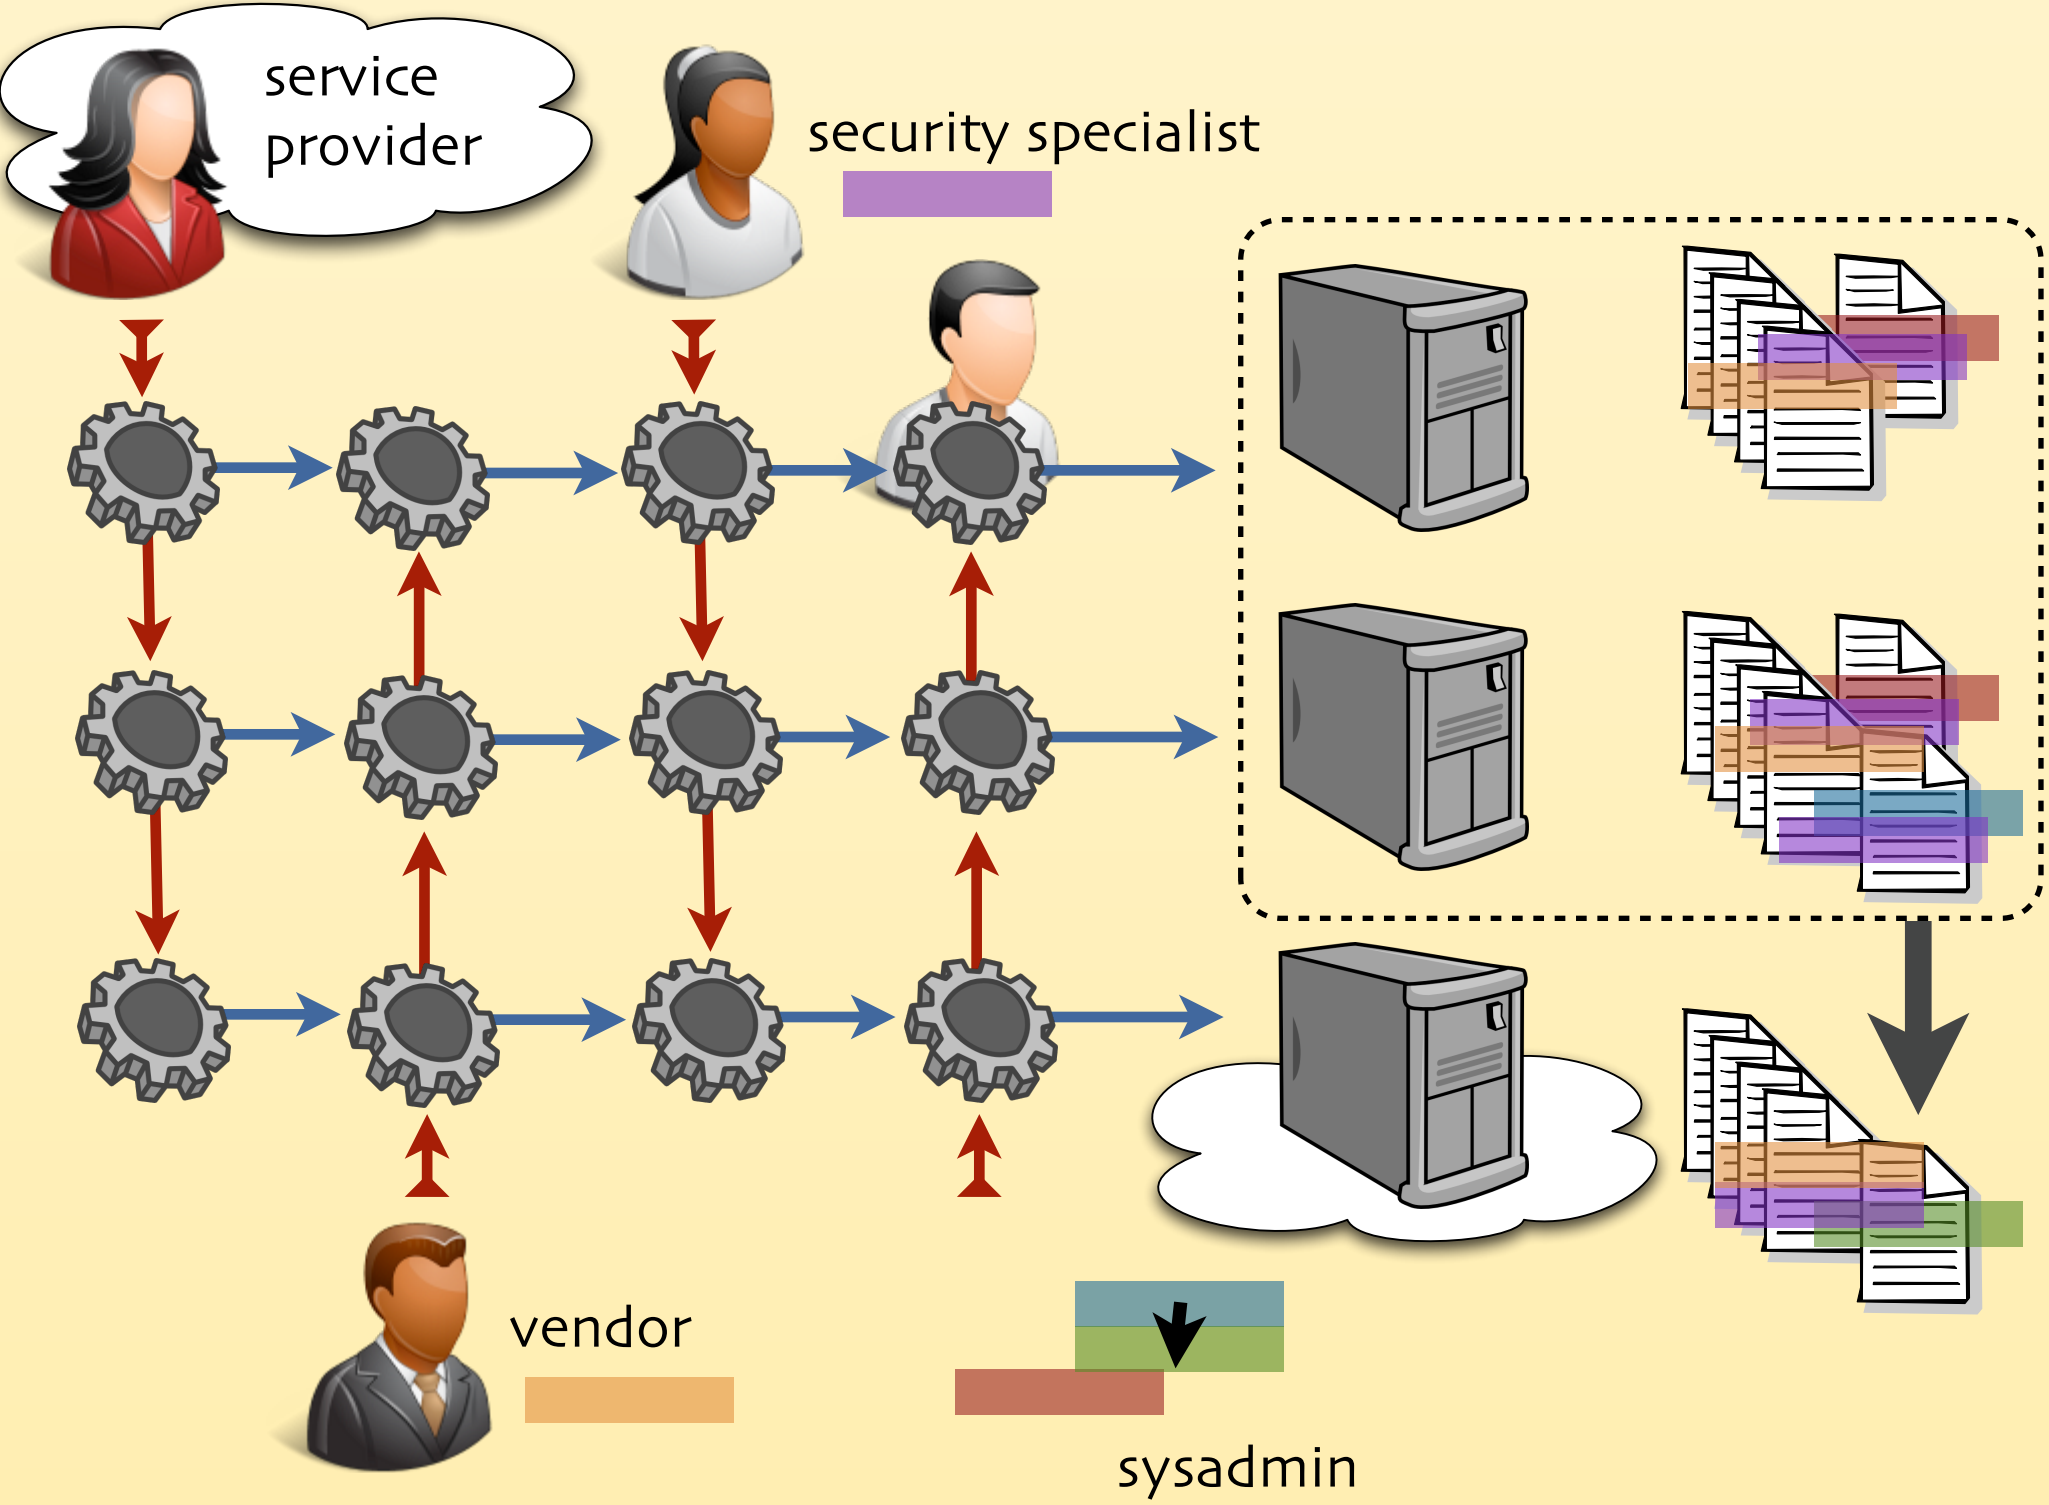 service
provider
security specialist
vendor
sysadmin